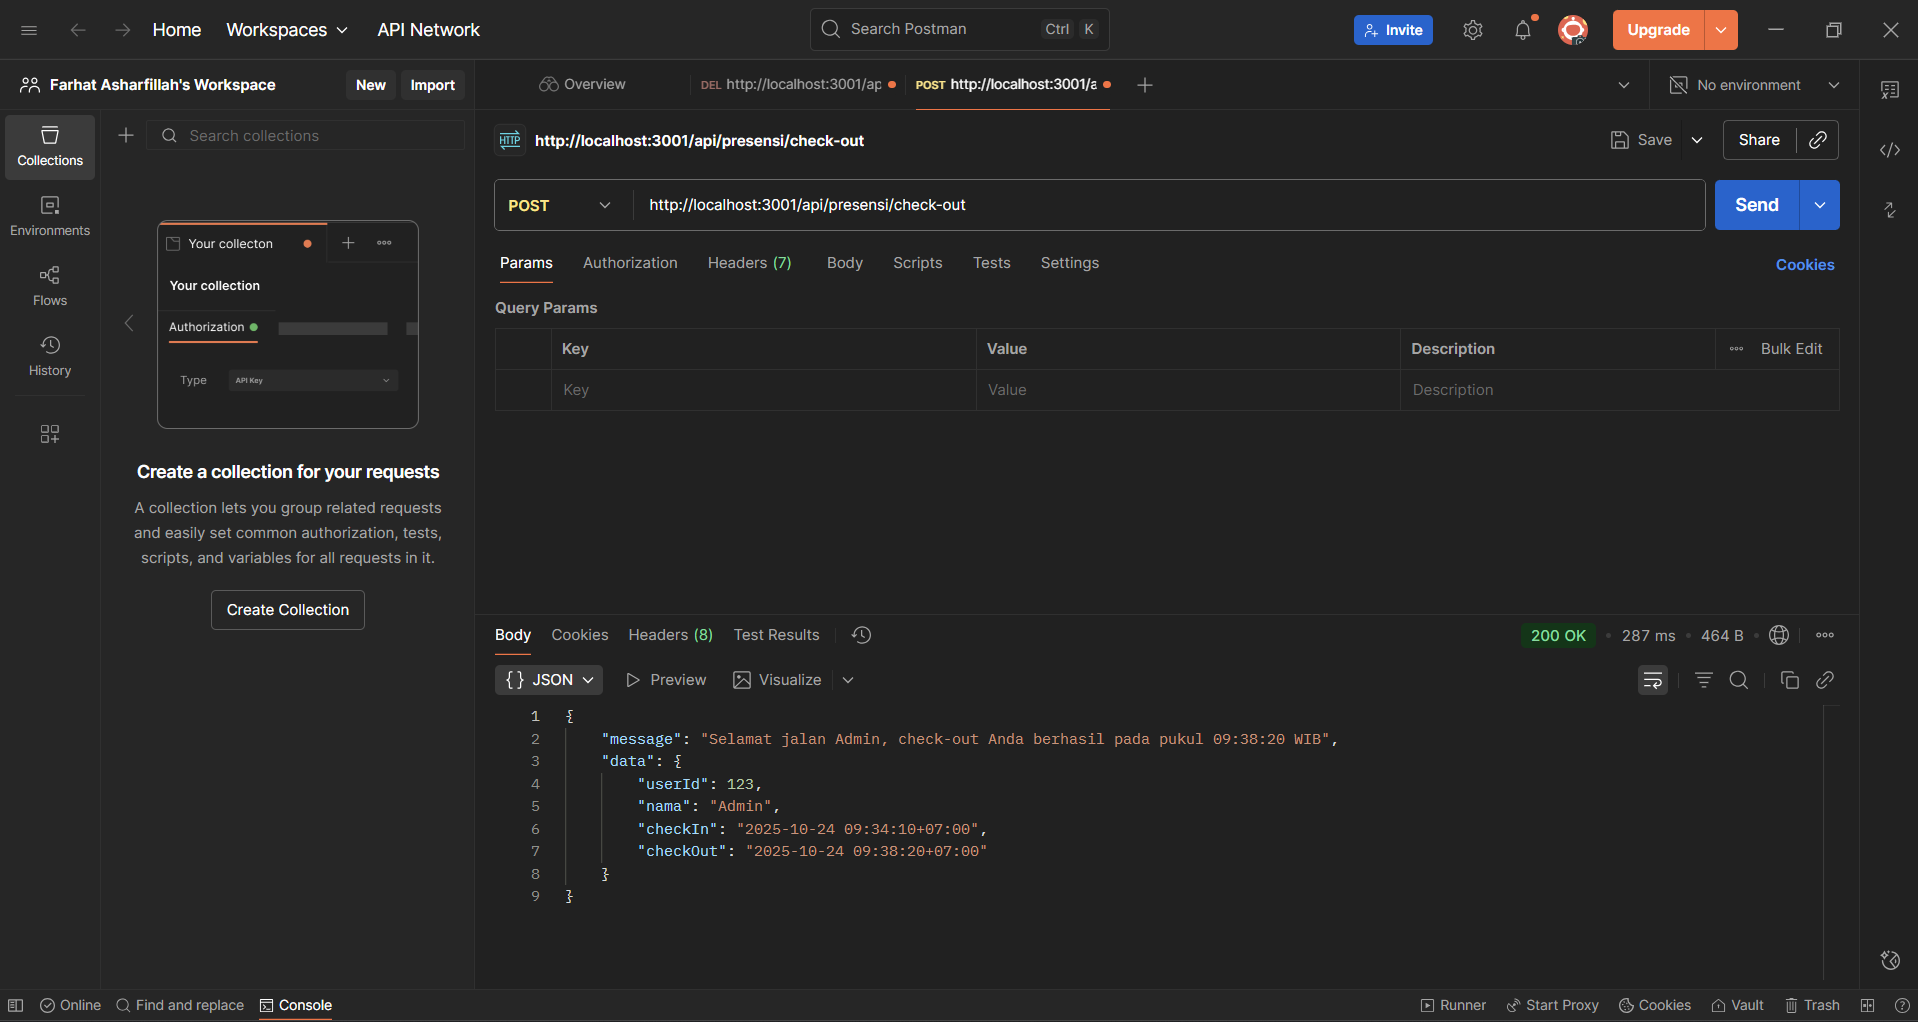 Home Workspaces API Network Search Postman Ctrl K Invite Upgrade
Farhat Asharfillah's Workspace New Import
Overview DEL http://localhost:3001/ap POST http://localhost:3001/a No environment
Collections
Environments
Flows
History
Search collections
Your collecton
Your collection
Authorization
Type API Key
Create a collection for your requests
A collection lets you group related requests
and easily set common authorization, tests,
scripts, and variables for all requests in it.
Create Collection
HTTP http://localhost:3001/api/presensi/check-out Save Share
POST http://localhost:3001/api/presensi/check-out Send
Params Authorization Headers (7) Body Scripts Tests Settings Cookies
Query Params
Key Value Description Bulk Edit
Key Value Description
Body Cookies Headers (8) Test Results 200 OK 287 ms 464 B
{} JSON Preview Visualize
1 {
2 "message": "Selamat jalan Admin, check-out Anda berhasil pada pukul 09:38:20 WIB",
3 "data": {
4 "userId": 123,
5 "nama": "Admin",
6 "checkIn": "2025-10-24 09:34:10+07:00",
7 "checkOut": "2025-10-24 09:38:20+07:00"
8 }
9 }
Online Find and replace Console Runner Start Proxy Cookies Vault Trash